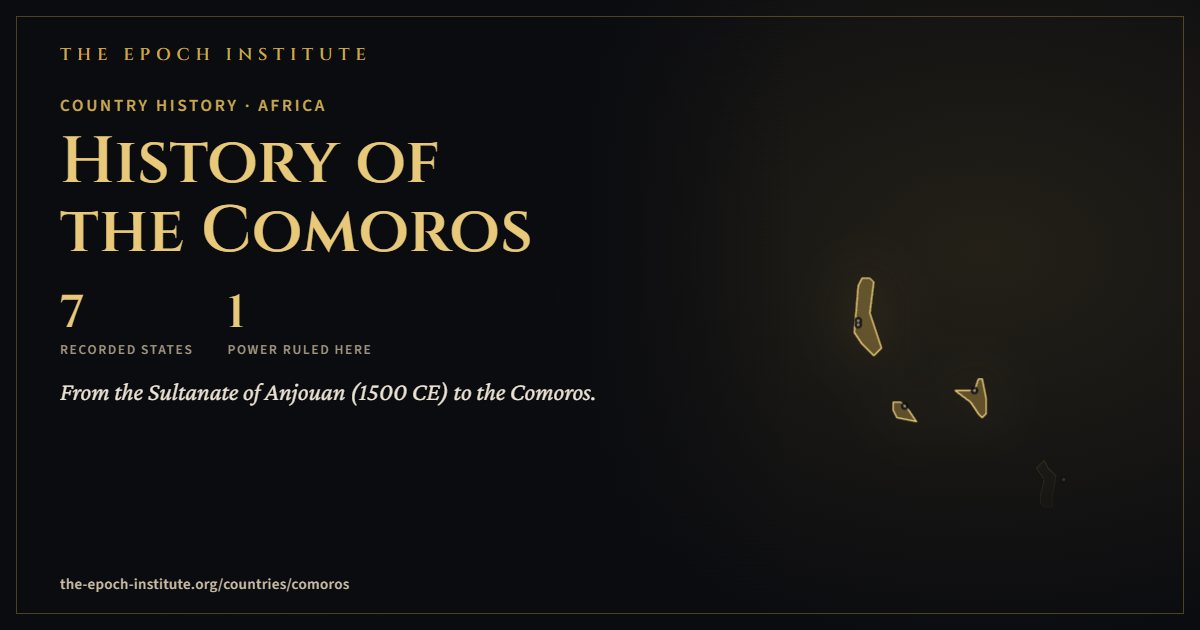 THE EPOCH INSTITUTE
COUNTRY HISTORY · AFRICA
HISTORY OF
THE COMOROS
7 1
RECORDED STATES POWER RULED HERE
From the Sultanate of Anjouan (1500 CE) to the Comoros.
the-epoch-institute.org/countries/comoros